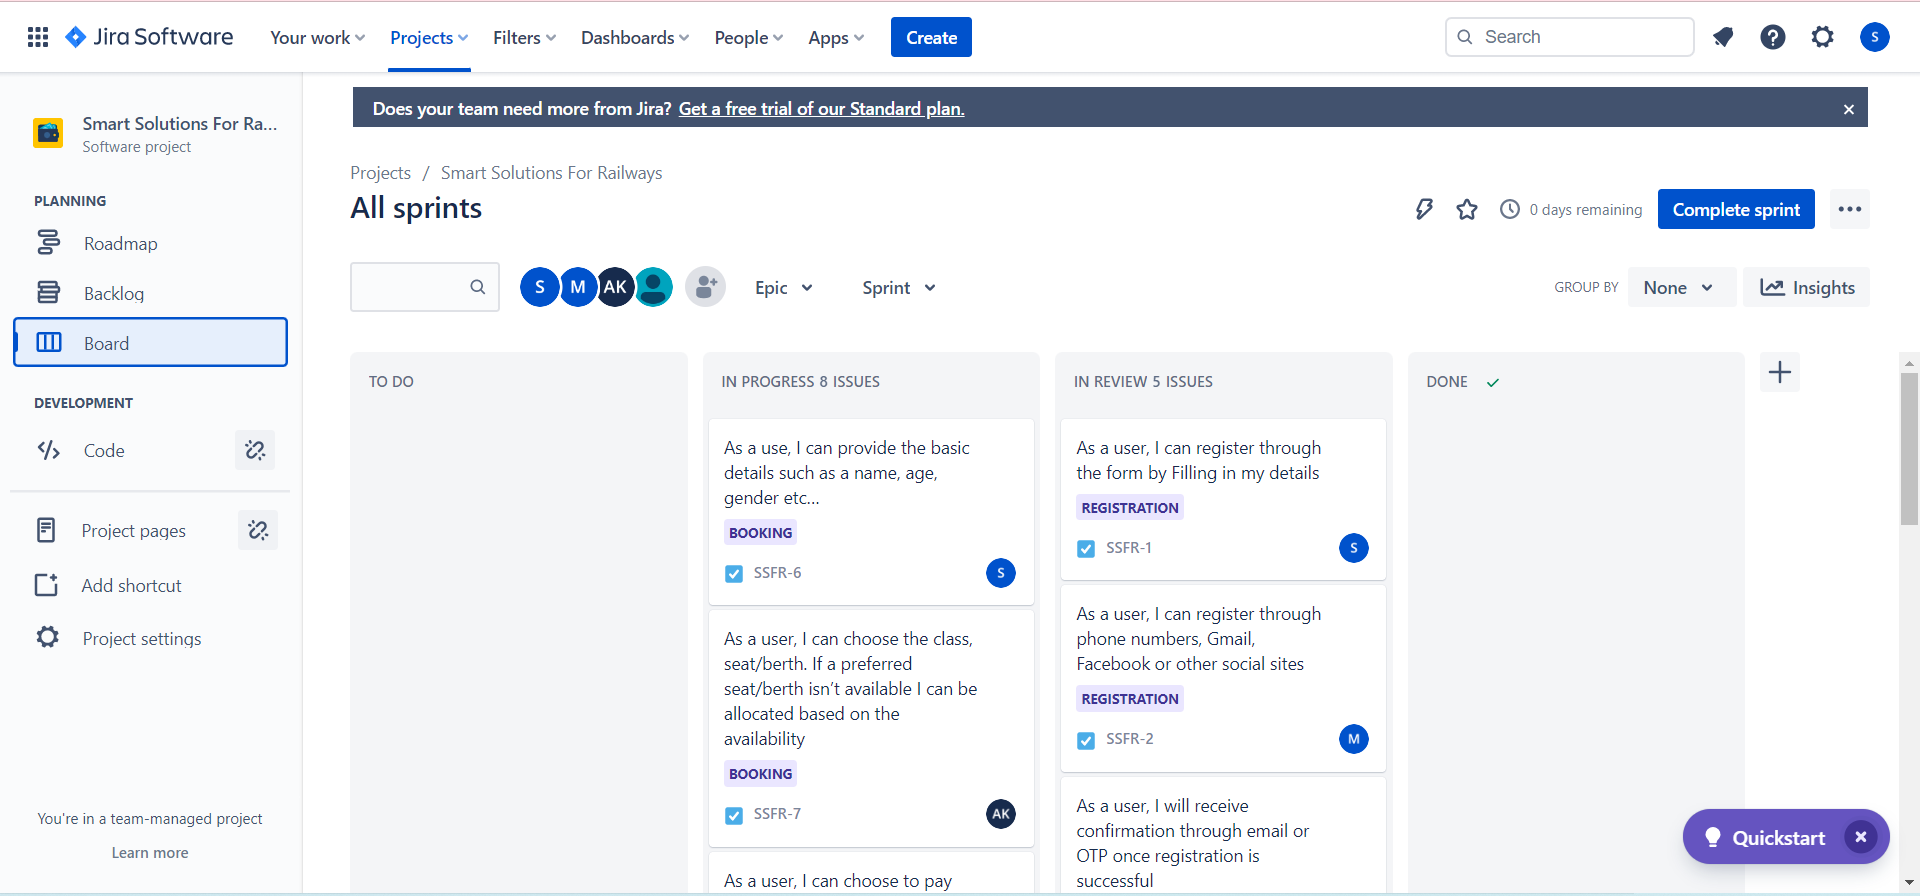 Jira Software
Your work
Projects
Filters
Dashboards
People
Apps
Create
Search
S
Smart Solutions For Ra...
Software project
PLANNING
Roadmap
Backlog
Board
DEVELOPMENT
Code
Project pages
Add shortcut
Project settings
You're in a team-managed project
Learn more
Does your team need more from Jira? Get a free trial of our Standard plan.
Projects / Smart Solutions For Railways
All sprints
0 days remaining
Complete sprint
S
M
AK
Epic
Sprint
GROUP BY
None
Insights
TO DO
IN PROGRESS 8 ISSUES
As a use, I can provide the basic
details such as a name, age,
gender etc...
BOOKING
SSFR-6
S
As a user, I can choose the class,
seat/berth. If a preferred
seat/berth isn't available I can be
allocated based on the
availability
BOOKING
SSFR-7
AK
As a user, I can choose to pay
IN REVIEW 5 ISSUES
As a user, I can register through
the form by Filling in my details
REGISTRATION
SSFR-1
S
As a user, I can register through
phone numbers, Gmail,
Facebook or other social sites
REGISTRATION
SSFR-2
M
As a user, I will receive
confirmation through email or
OTP once registration is
successful
DONE
Quickstart